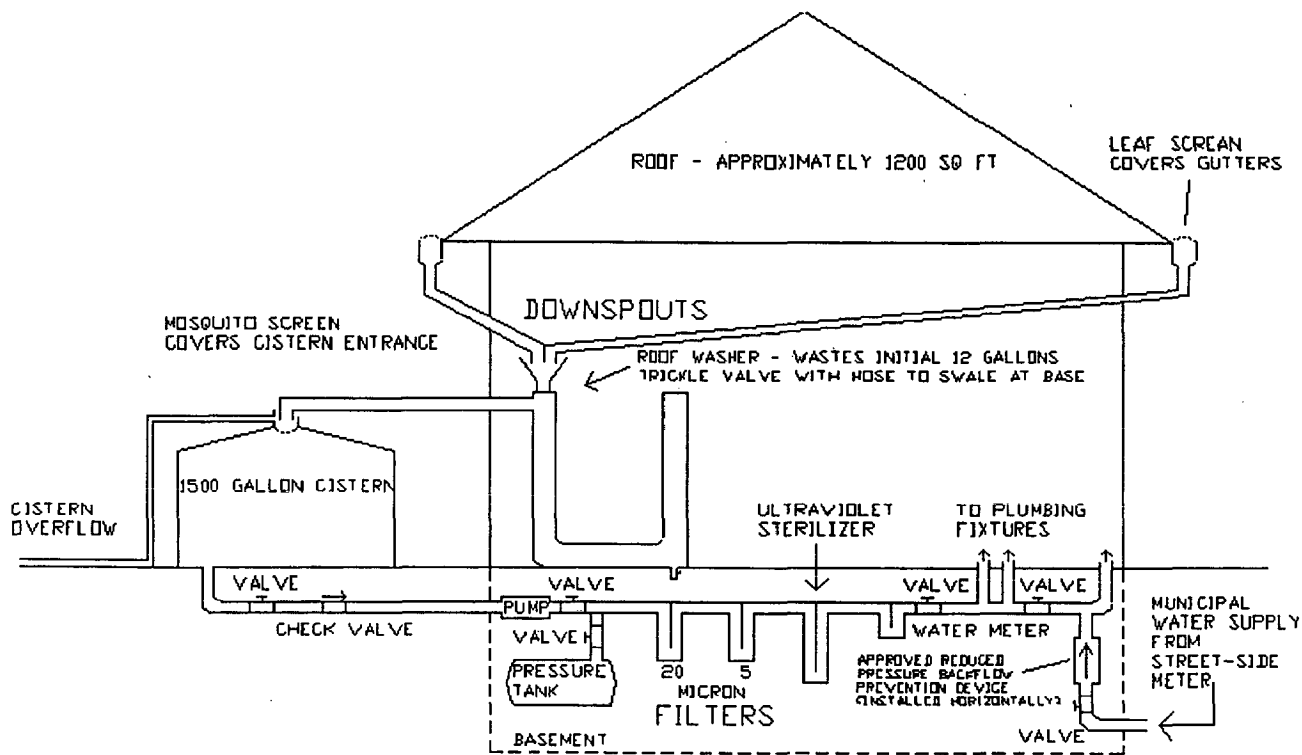 ROOF - APPROXIMATELY 1200 SQ FT
LEAF SCREAN
COVERS GUTTERS
DOWNSPOUTS
MOSQUITO SCREEN
COVERS CISTERN ENTRANCE
ROOF WASHER - WASTES INITIAL 12 GALLONS
TRICKLE VALVE WITH HOSE TO SWALE AT BASE
1500 GALLON CISTERN
CISTERN
OVERFLOW
ULTRAVIOLET
STERILIZER
TO PLUMBING
FIXTURES
VALVE
VALVE
VALVE
VALVE
PUMP
CHECK VALVE
VALVE
WATER METER
MUNICIPAL
WATER SUPPLY
FROM
STREET-SIDE
METER
PRESSURE
TANK
20
5
MICRON
FILTERS
APPROVED REDUCED
PRESSURE BACKFLOW
PREVENTION DEVICE
(INSTALLED HORIZONTALLY)
BASEMENT
VALVE